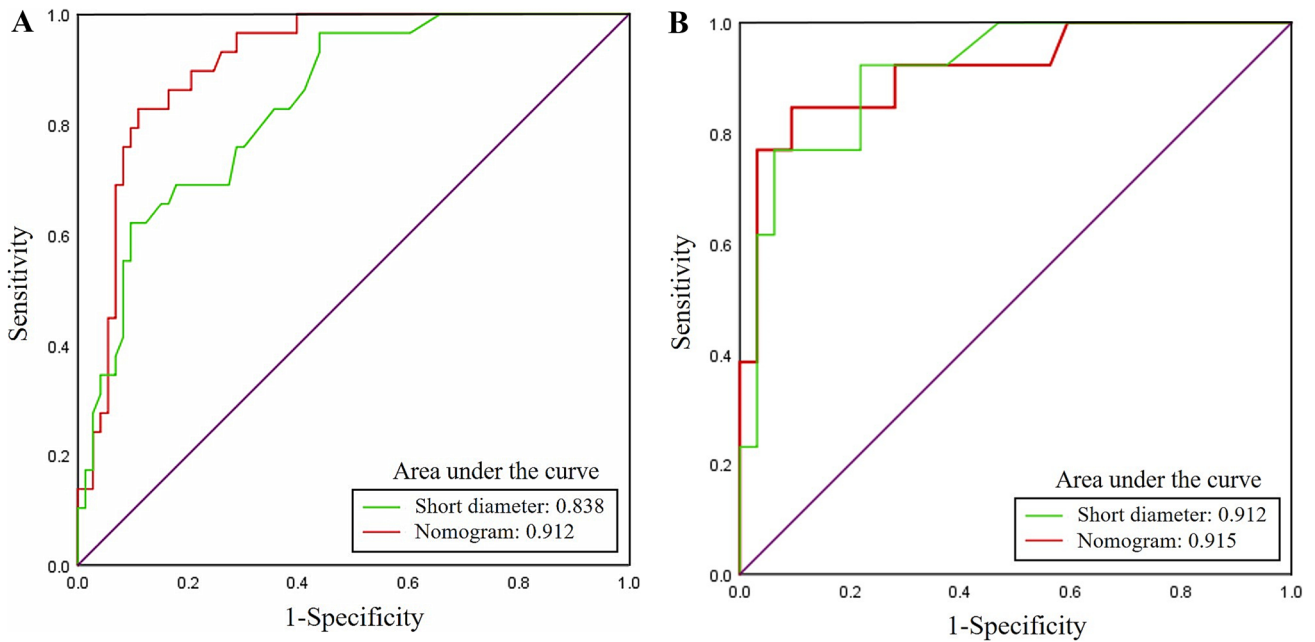 A
1.0
0.8
0.6
0.4
0.2
0.0
Sensitivity
0.0 0.2 0.4 0.6 0.8 1.0
1-Specificity
Area under the curve
Short diameter: 0.838
Nomogram: 0.912
B
1.0
0.8
0.6
0.4
0.2
0.0
Sensitivity
0.0 0.2 0.4 0.6 0.8 1.0
1-Specificity
Area under the curve
Short diameter: 0.912
Nomogram: 0.915